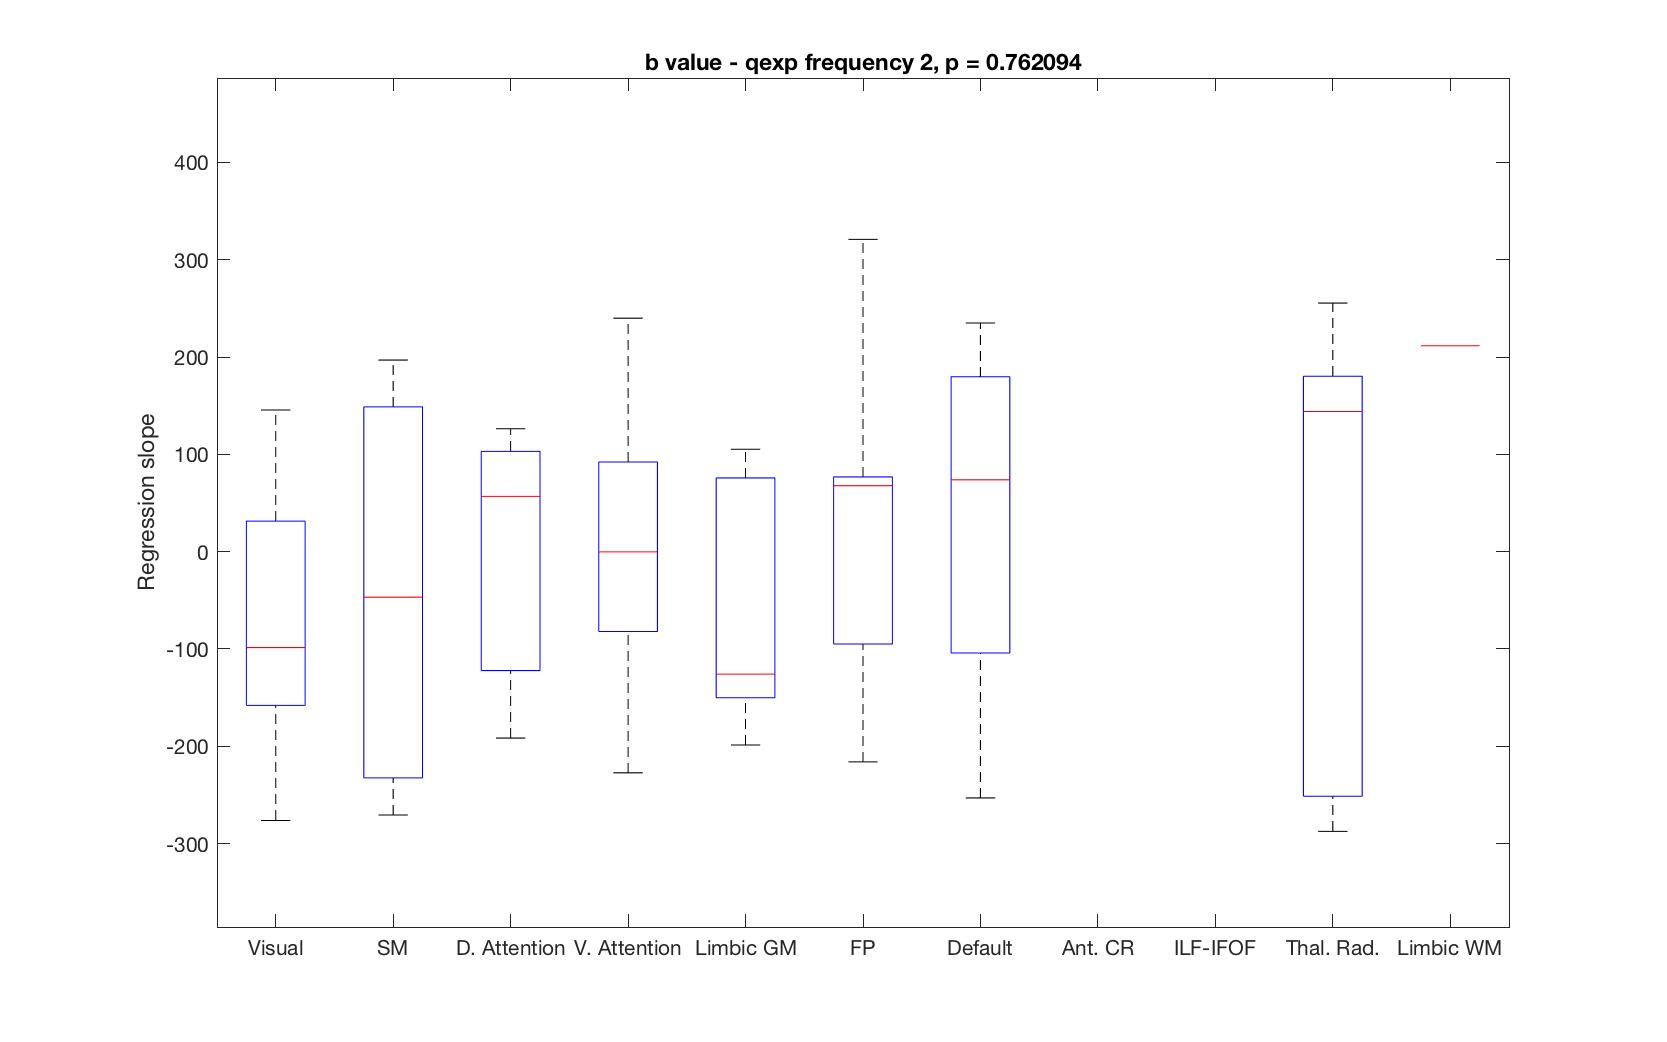 b value - qexp frequency 2, p = 0.762094
Regression slope
400
300
200
100
0
-100
-200
-300
Visual SM D. Attention V. Attention Limbic GM FP Default Ant. CR ILF-IFOF Thal. Rad. Limbic WM